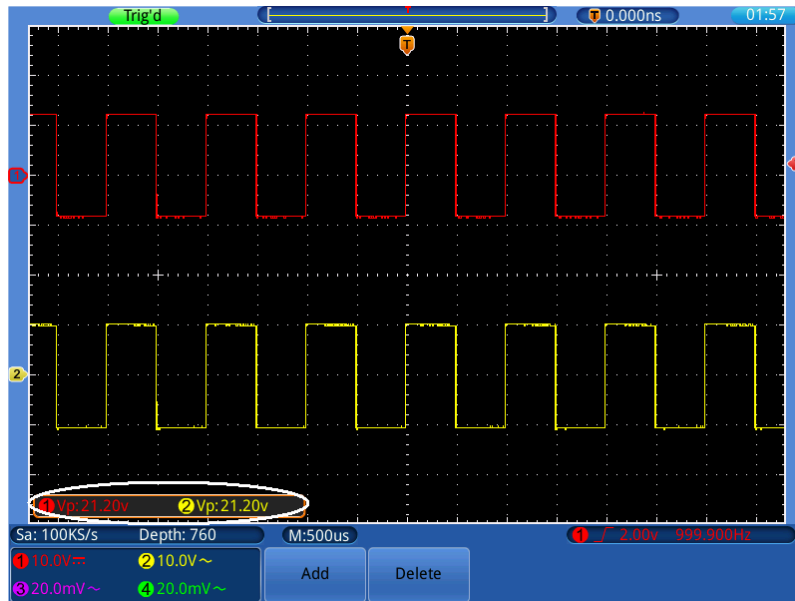 Trig'd T 0.000ns 01:57
T
2
1 Vp:21.20v 2 Vp:21.20v
Sa: 100KS/s Depth: 760 M:500us 1 2.00v 999.900Hz
1 10.0V 2 10.0V~
3 20.0mV~ 4 20.0mV~
Add Delete